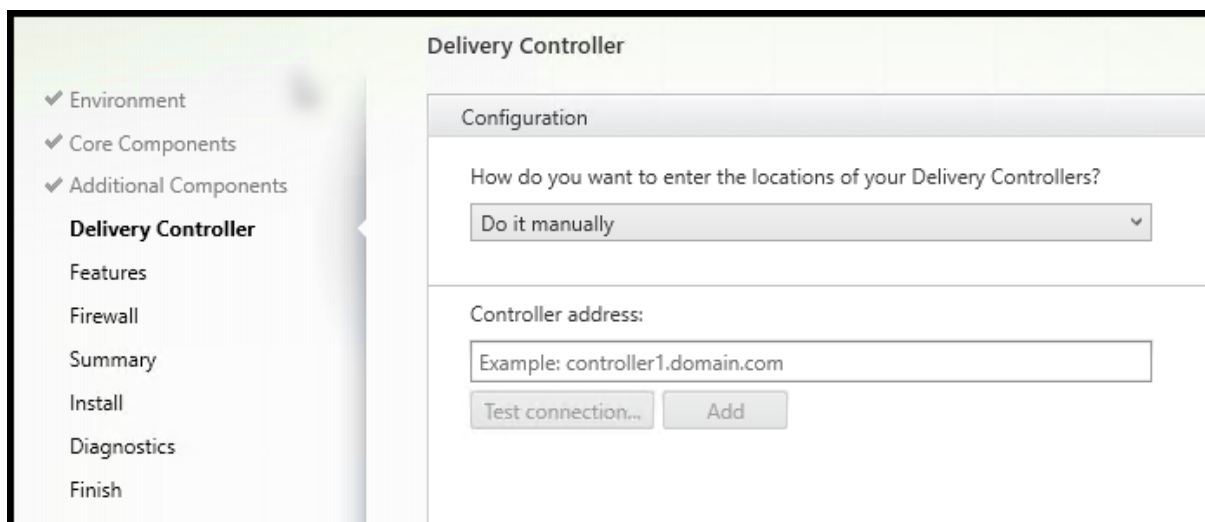 Delivery Controller
Environment
Core Components
Additional Components
Delivery Controller
Features
Firewall
Summary
Install
Diagnostics
Finish
Configuration
How do you want to enter the locations of your Delivery Controllers?
Do it manually
Controller address:
Example: controller1.domain.com
Test connection... Add